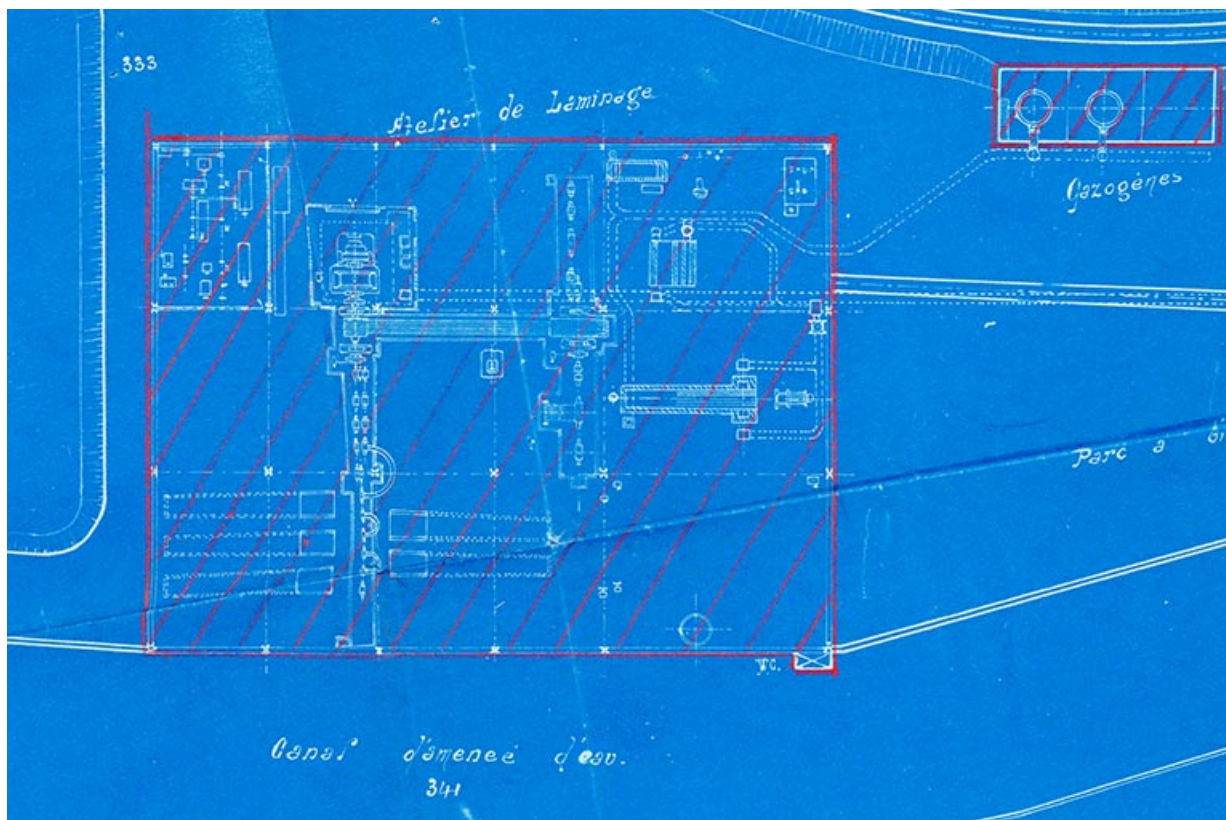 333
Atelier de Laminage
Gazogènes
Parc a
W.C.
Canal d'amenée d'eau.
341